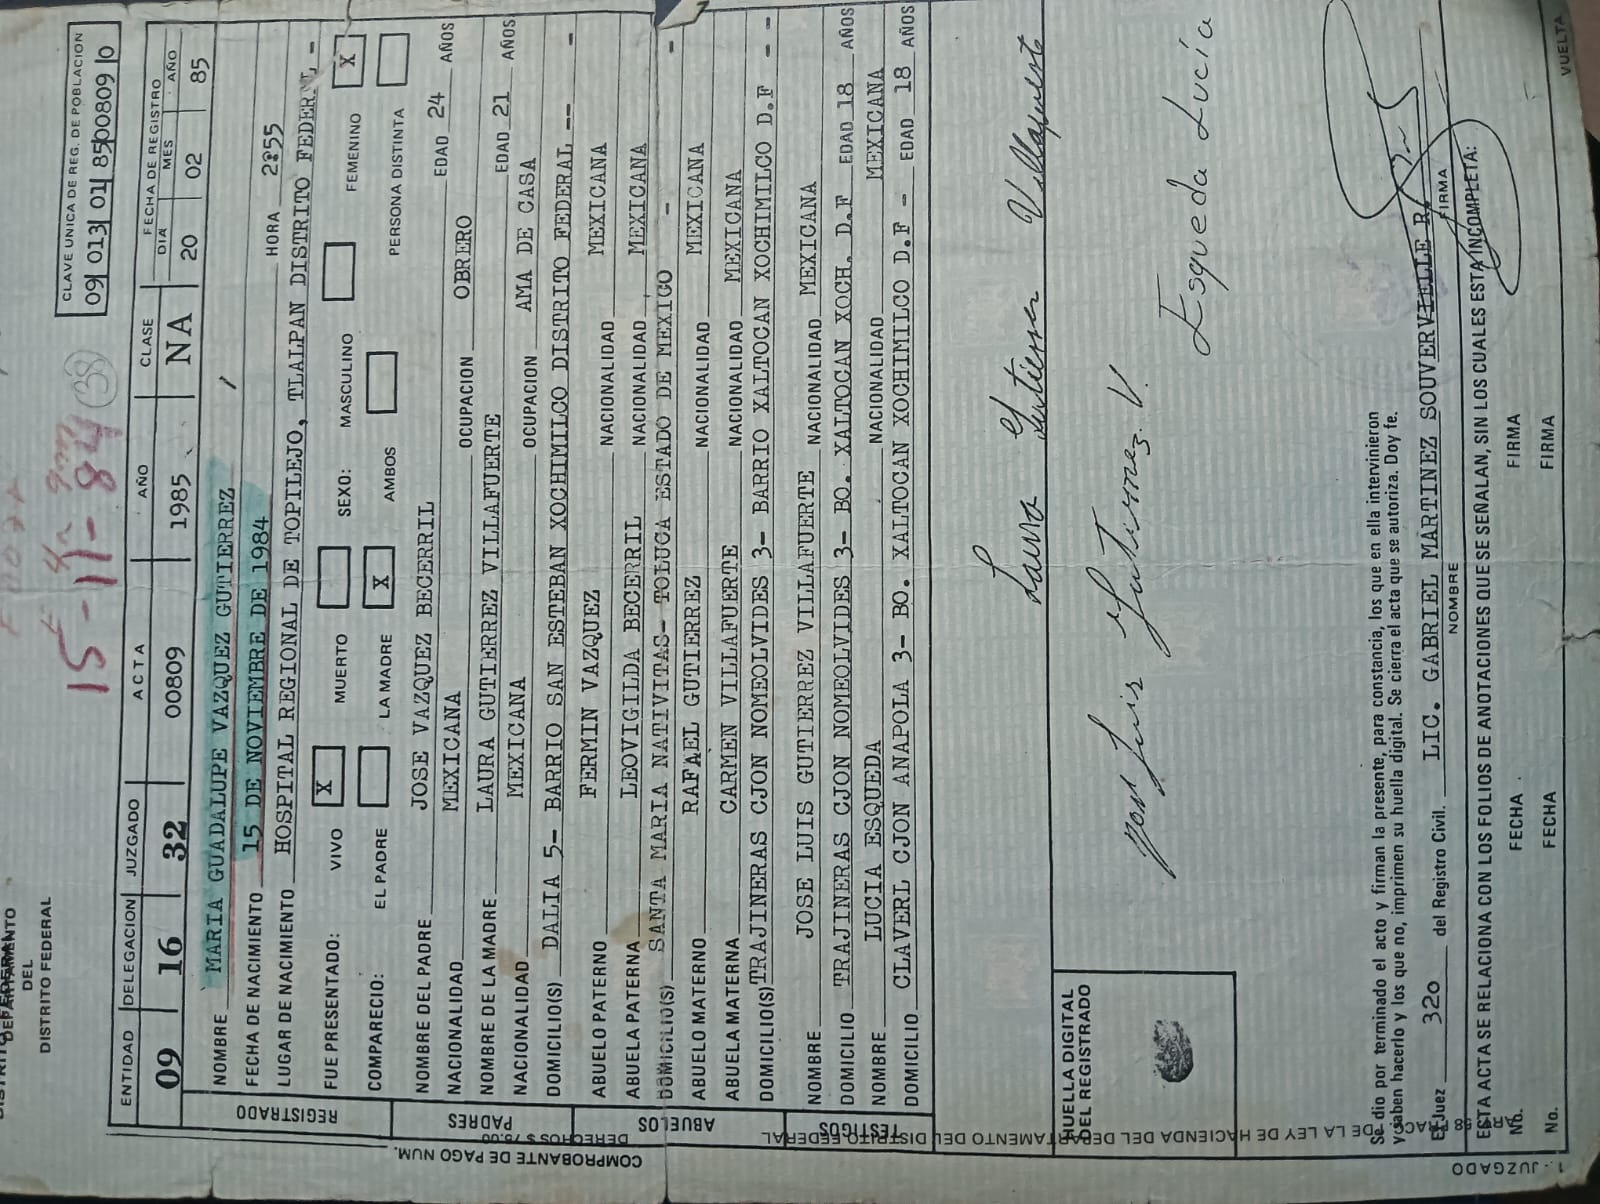 DEPARTAMENTO
DEL
DISTRITO FEDERAL
15-11-84
38
CLAVE UNICA DE REG. DE POBLACION
09 013 01 85 00809 0
ENTIDAD DELEGACION JUZGADO ACTA AÑO CLASE FECHA DE REGISTRO
DIA MES AÑO
09 16 32 00809 1985 NA 20 02 85
REGISTRADO
NOMBRE MARIA GUADALUPE VAZQUEZ GUTIERREZ
FECHA DE NACIMIENTO 15 DE NOVIEMBRE DE 1984 HORA 2:55
LUGAR DE NACIMIENTO HOSPITAL REGIONAL DE TOPILEJO, TLALPAN DISTRITO FEDERAL -
FUE PRESENTADO: VIVO X MUERTO SEXO: MASCULINO FEMENINO X
COMPARECIO: EL PADRE LA MADRE X AMBOS PERSONA DISTINTA
PADRES
NOMBRE DEL PADRE JOSE VAZQUEZ BECERRIL EDAD 24 AÑOS
NACIONALIDAD MEXICANA OCUPACION OBRERO
NOMBRE DE LA MADRE LAURA GUTIERREZ VILLAFUERTE EDAD 21 AÑOS
NACIONALIDAD MEXICANA OCUPACION AMA DE CASA
DOMICILIO(S) DALIA 5- BARRIO SAN ESTEBAN XOCHIMILCO DISTRITO FEDERAL -- -
ABUELOS
ABUELO PATERNO FERMIN VAZQUEZ NACIONALIDAD MEXICANA
ABUELA PATERNA LEOVIGILDA BECERRIL NACIONALIDAD MEXICANA
DOMICILIO(S) SANTA MARIA NATIVITAS- TOLUCA ESTADO DE MEXICO - -
ABUELO MATERNO RAFAEL GUTIERREZ NACIONALIDAD MEXICANA
ABUELA MATERNA CARMEN VILLAFUERTE NACIONALIDAD MEXICANA
DOMICILIO(S) TRAJINERAS CJON NOMEOLVIDES 3- BARRIO XALTOCAN XOCHIMILCO D.F - -
TESTIGOS
NOMBRE JOSE LUIS GUTIERREZ VILLAFUERTE NACIONALIDAD MEXICANA
DOMICILIO TRAJINERAS CJON NOMEOLVIDES 3- BO. XALTOCAN XOCH. D.F EDAD 18 AÑOS
NOMBRE LUCIA ESQUEDA NACIONALIDAD MEXICANA
DOMICILIO CLAVERL CJON ANAPOLA 3- BO. XALTOCAN XOCHIMILCO D.F - EDAD 18 AÑOS
Laura Gutierrez Villafuerte
HUELLA DIGITAL
DEL REGISTRADO
Jose Luis Gutierrez V.
Esqueda Lucía
Se dio por terminado el acto y firman la presente, para constancia, los que en ella intervinieron
y saben hacerlo y los que no, imprimen su huella digital. Se cierra el acta que se autoriza. Doy fe.
El Juez 32o del Registro Civil. LIC. GABRIEL MARTINEZ SOUVERVIELLE R.
NOMBRE FIRMA
ESTA ACTA SE RELACIONA CON LOS FOLIOS DE ANOTACIONES QUE SE SEÑALAN, SIN LOS CUALES ESTA INCOMPLETA:
No. FECHA FIRMA
No. FECHA FIRMA
VUELTA
COMPROBANTE DE PAGO NUM.
DERECHOS $ 75.00
DE LA LEY DE HACIENDA DEL DEPARTAMENTO DEL DISTRITO FEDERAL
1.- JUZGADO